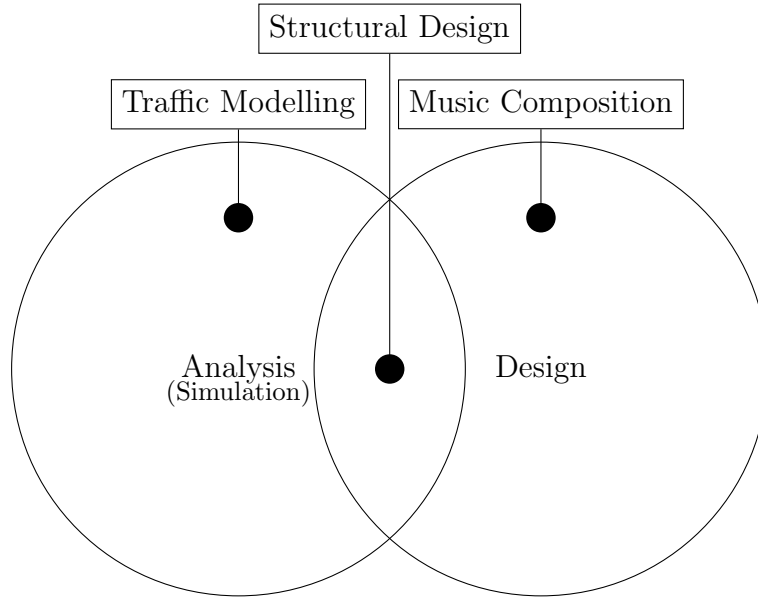 Structural Design
Traffic Modelling
Music Composition
Analysis
(Simulation)
Design